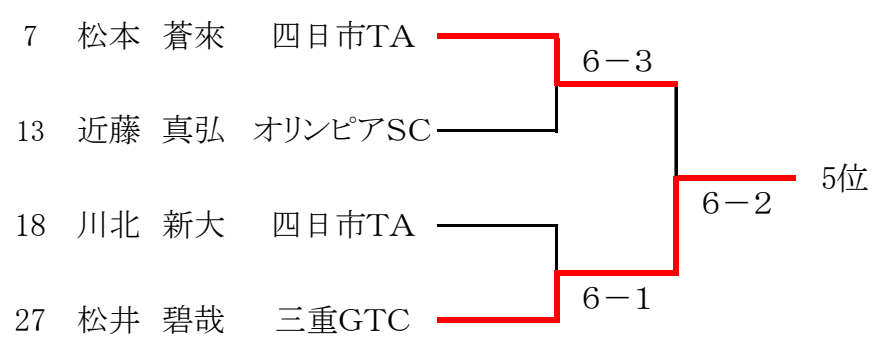 7 松本 蒼來 四日市TA
6－3
13 近藤 真弘 オリンピアSC
5位
6－2
18 川北 新大 四日市TA
6－1
27 松井 碧哉 三重GTC